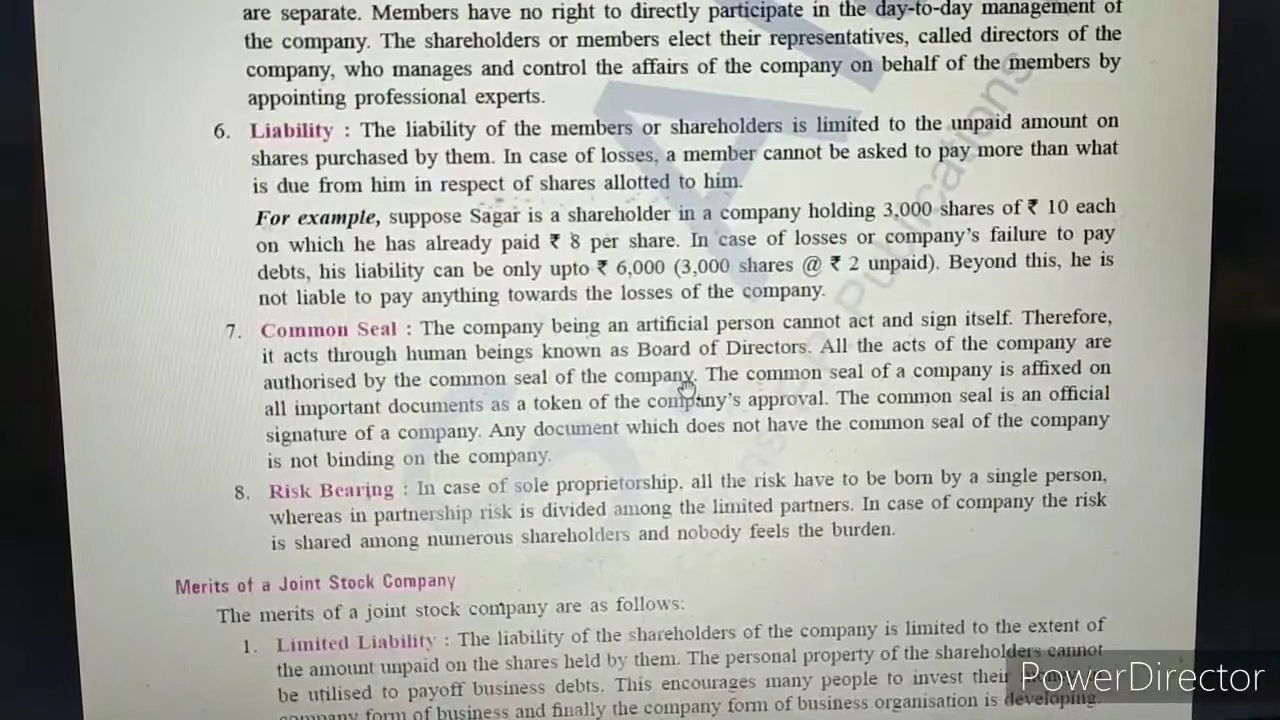 are separate. Members have no right to directly participate in the day-to-day management of
the company. The shareholders or members elect their representatives, called directors of the
company, who manages and control the affairs of the company on behalf of the members by
appointing professional experts.
6. Liability : The liability of the members or shareholders is limited to the unpaid amount on
shares purchased by them. In case of losses, a member cannot be asked to pay more than what
is due from him in respect of shares allotted to him.
For example, suppose Sagar is a shareholder in a company holding 3,000 shares of ₹ 10 each
on which he has already paid ₹ 8 per share. In case of losses or company's failure to pay
debts, his liability can be only upto ₹ 6,000 (3,000 shares @ ₹ 2 unpaid). Beyond this, he is
not liable to pay anything towards the losses of the company.
7. Common Seal : The company being an artificial person cannot act and sign itself. Therefore,
it acts through human beings known as Board of Directors. All the acts of the company are
authorised by the common seal of the company. The common seal of a company is affixed on
all important documents as a token of the company's approval. The common seal is an official
signature of a company. Any document which does not have the common seal of the company
is not binding on the company.
8. Risk Bearing : In case of sole proprietorship, all the risk have to be born by a single person,
whereas in partnership risk is divided among the limited partners. In case of company the risk
is shared among numerous shareholders and nobody feels the burden.
Merits of a Joint Stock Company
The merits of a joint stock company are as follows:
1. Limited Liability : The liability of the shareholders of the company is limited to the extent of
the amount unpaid on the shares held by them. The personal property of the shareholders cannot
be utilised to payoff business debts. This encourages many people to invest their
company form of business and finally the company form of business organisation is developing.
Publications
PowerDirector